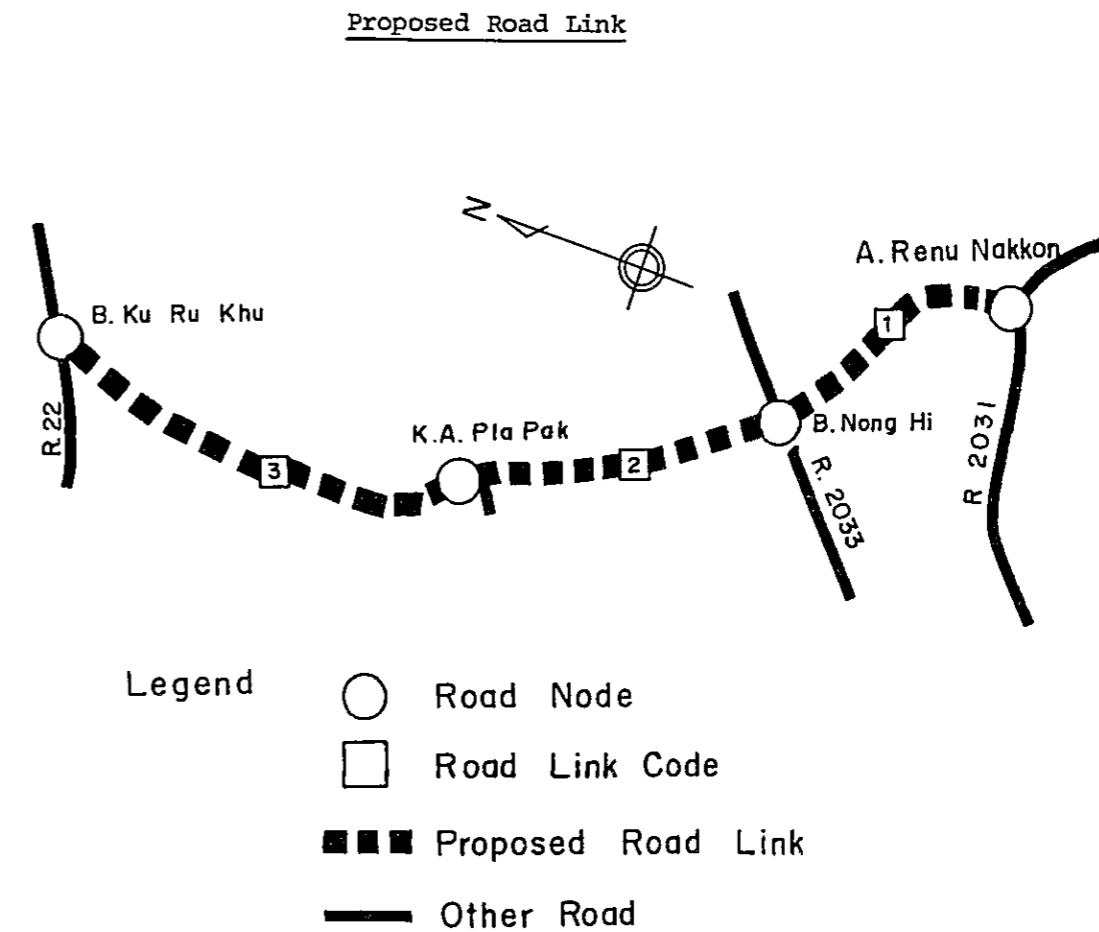 Proposed Road Link
N
A. Renu Nakkon
B. Ku Ru Khu
1
R.22
K.A. Pla Pak
B. Nong Hi
2
3
R. 2033
R 2031
Legend
Road Node
Road Link Code
Proposed Road Link
Other Road